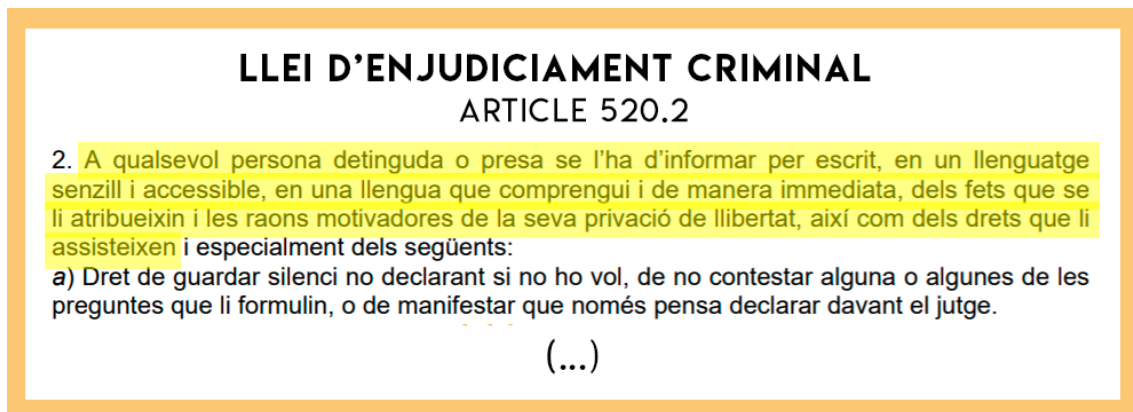 LLEI D'ENJUDICIAMENT CRIMINAL
ARTICLE 520.2
2. A qualsevol persona detinguda o presa se l'ha d'informar per escrit, en un llenguatge
senzill i accessible, en una llengua que comprengui i de manera immediata, dels fets que se
li atribueixin i les raons motivadores de la seva privació de llibertat, així com dels drets que li
assisteixen i especialment dels següents:
a) Dret de guardar silenci no declarant si no ho vol, de no contestar alguna o algunes de les
preguntes que li formulin, o de manifestar que només pensa declarar davant el jutge.
(...)